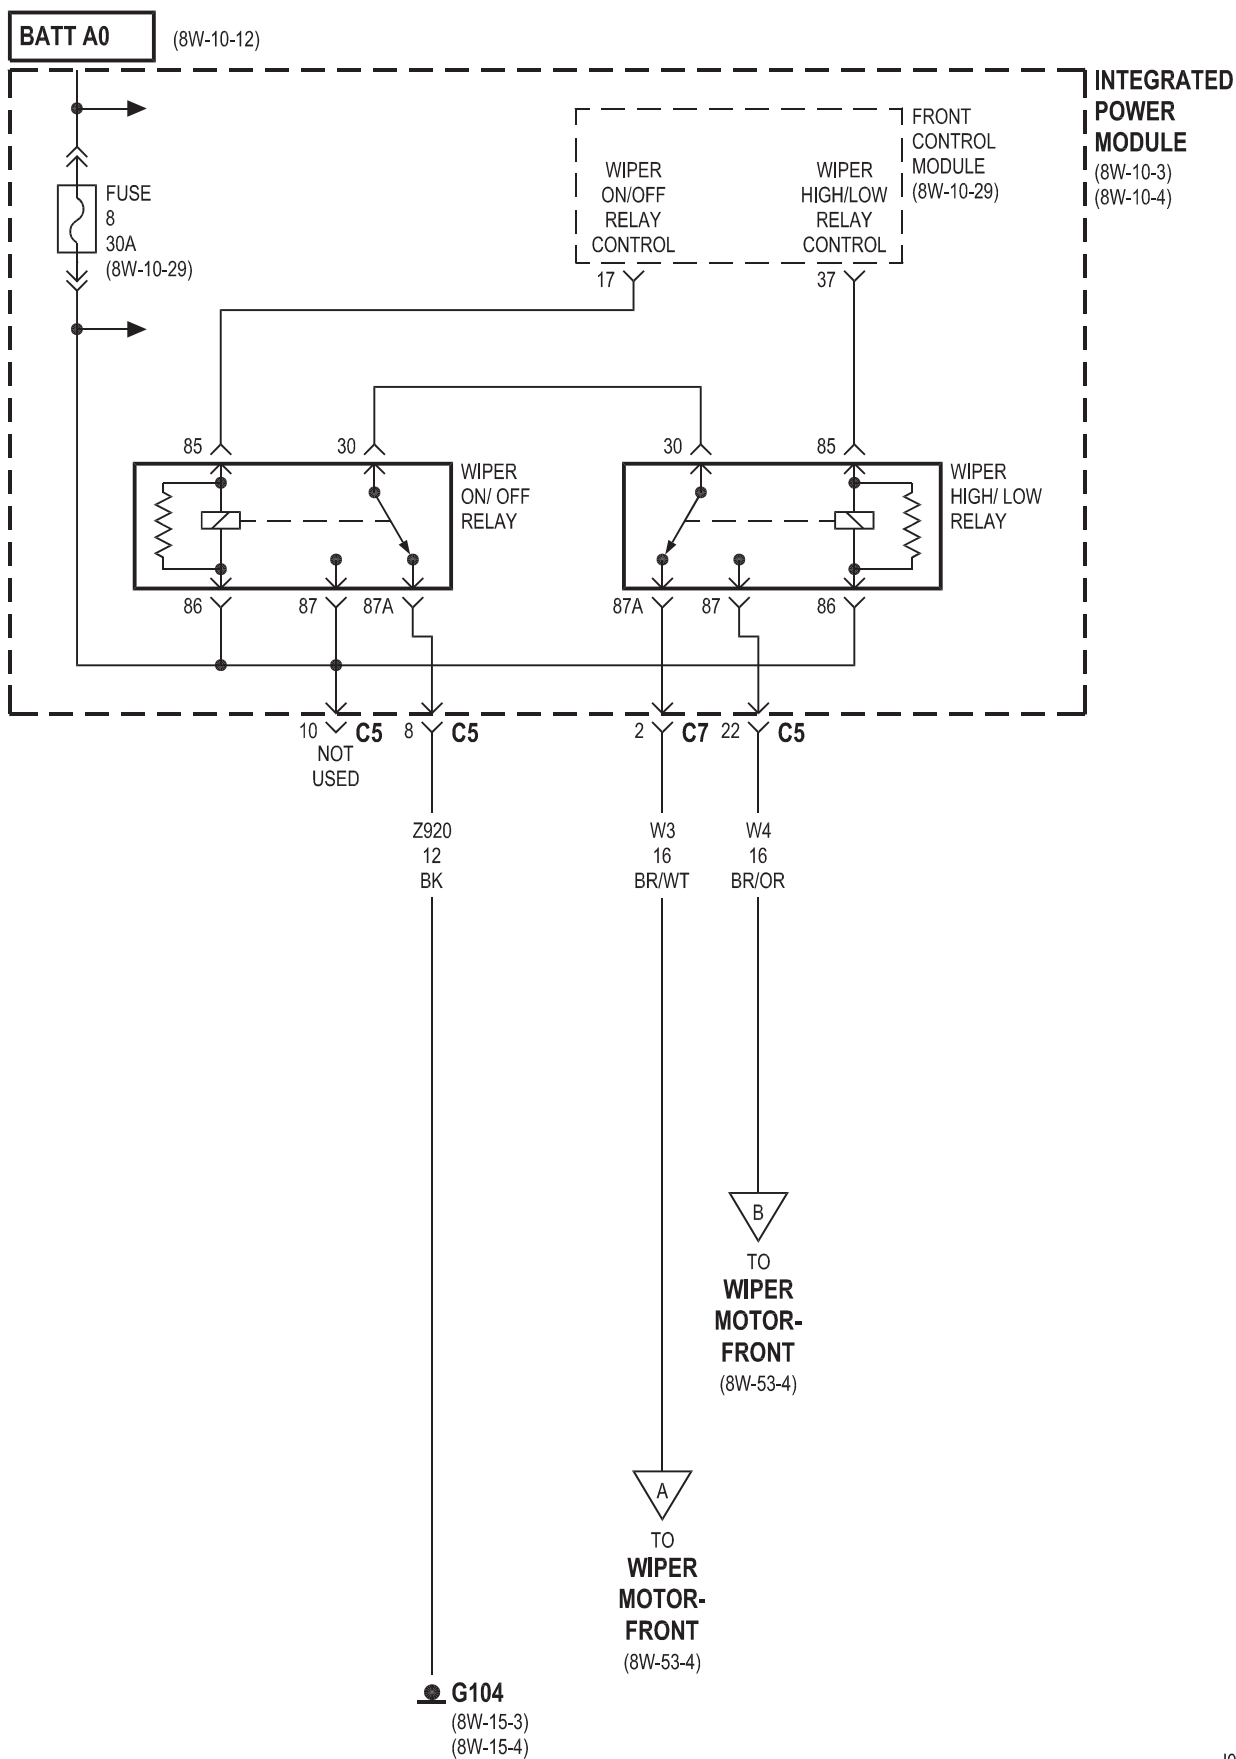 BATT A0
(8W-10-12)
INTEGRATED
POWER
MODULE
(8W-10-3)
(8W-10-4)
FRONT
CONTROL
MODULE
(8W-10-29)
WIPER
ON/OFF
RELAY
CONTROL
WIPER
HIGH/LOW
RELAY
CONTROL
FUSE
8
30A
(8W-10-29)
17
37
85
30
30
85
WIPER
ON/ OFF
RELAY
WIPER
HIGH/ LOW
RELAY
86
87
87A
87A
87
86
10
C5
NOT
USED
8
C5
2
C7
22
C5
Z920
12
BK
W3
16
BR/WT
W4
16
BR/OR
B
TO
WIPER
MOTOR-
FRONT
(8W-53-4)
A
TO
WIPER
MOTOR-
FRONT
(8W-53-4)
G104
(8W-15-3)
(8W-15-4)